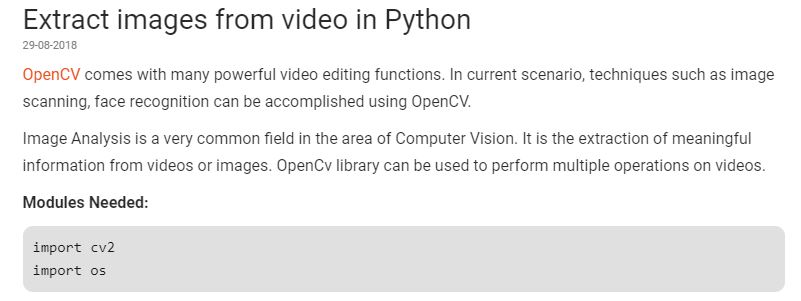 Extract images from video in Python
29-08-2018
OpenCV comes with many powerful video editing functions. In current scenario, techniques such as image
scanning, face recognition can be accomplished using OpenCV.
Image Analysis is a very common field in the area of Computer Vision. It is the extraction of meaningful
information from videos or images. OpenCv library can be used to perform multiple operations on videos.
Modules Needed:
import cv2
import os